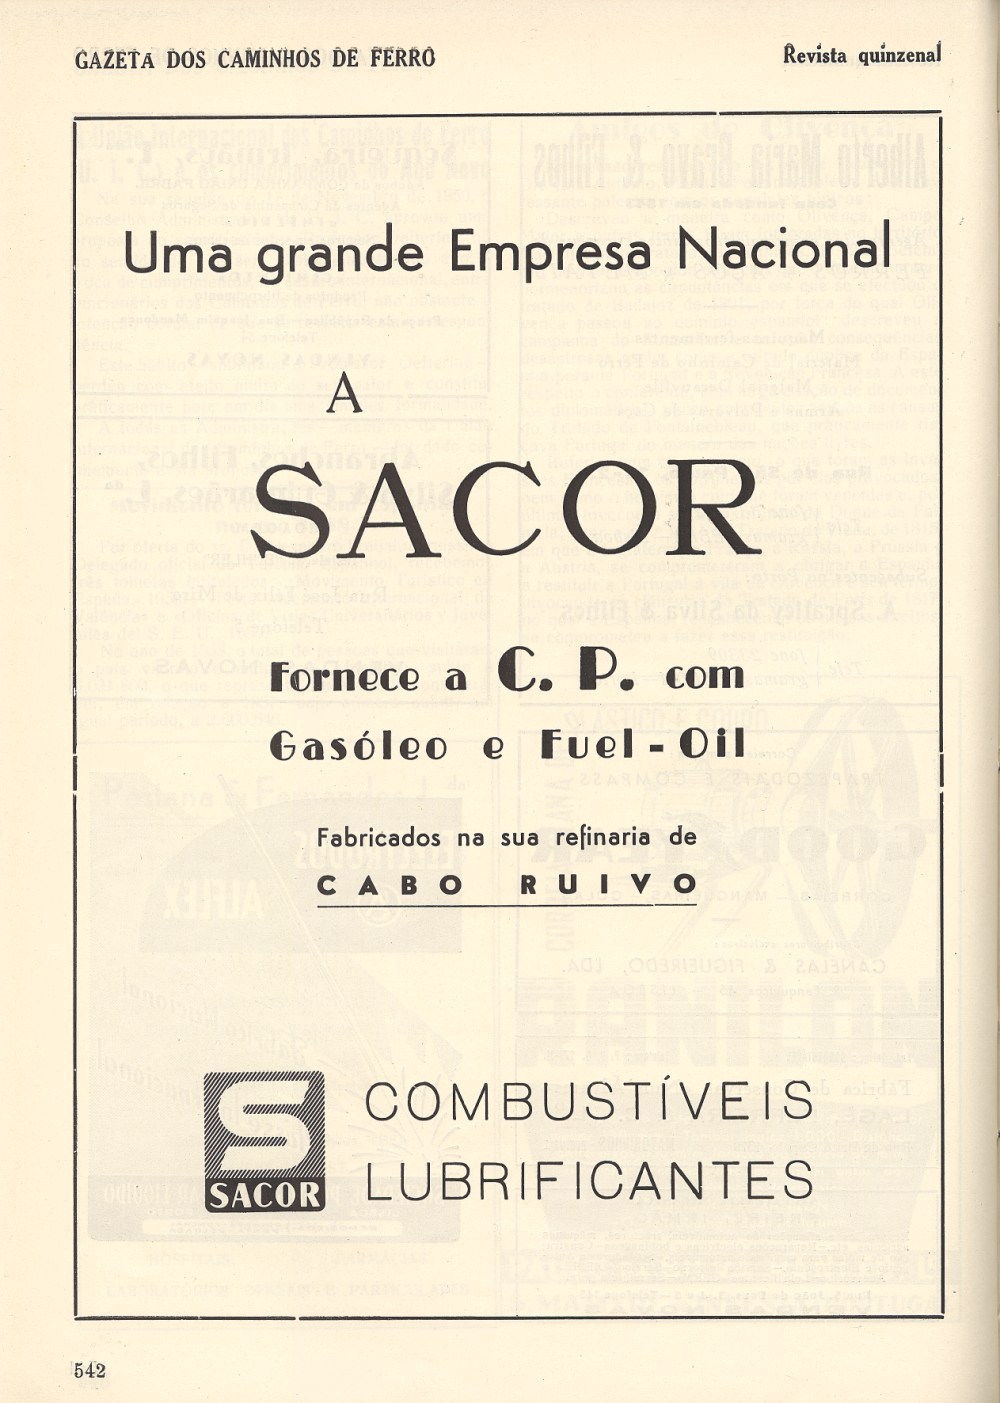 GAZETA DOS CAMINHOS DE FERRO
Revista quinzenal
Uma grande Empresa Nacional
A
SACOR
Fornece a C. P. com
Gasóleo e Fuel - Oil
Fabricados na sua refinaria de
CABO RUIVO
S
SACOR
COMBUSTÍVEIS
LUBRIFICANTES
542